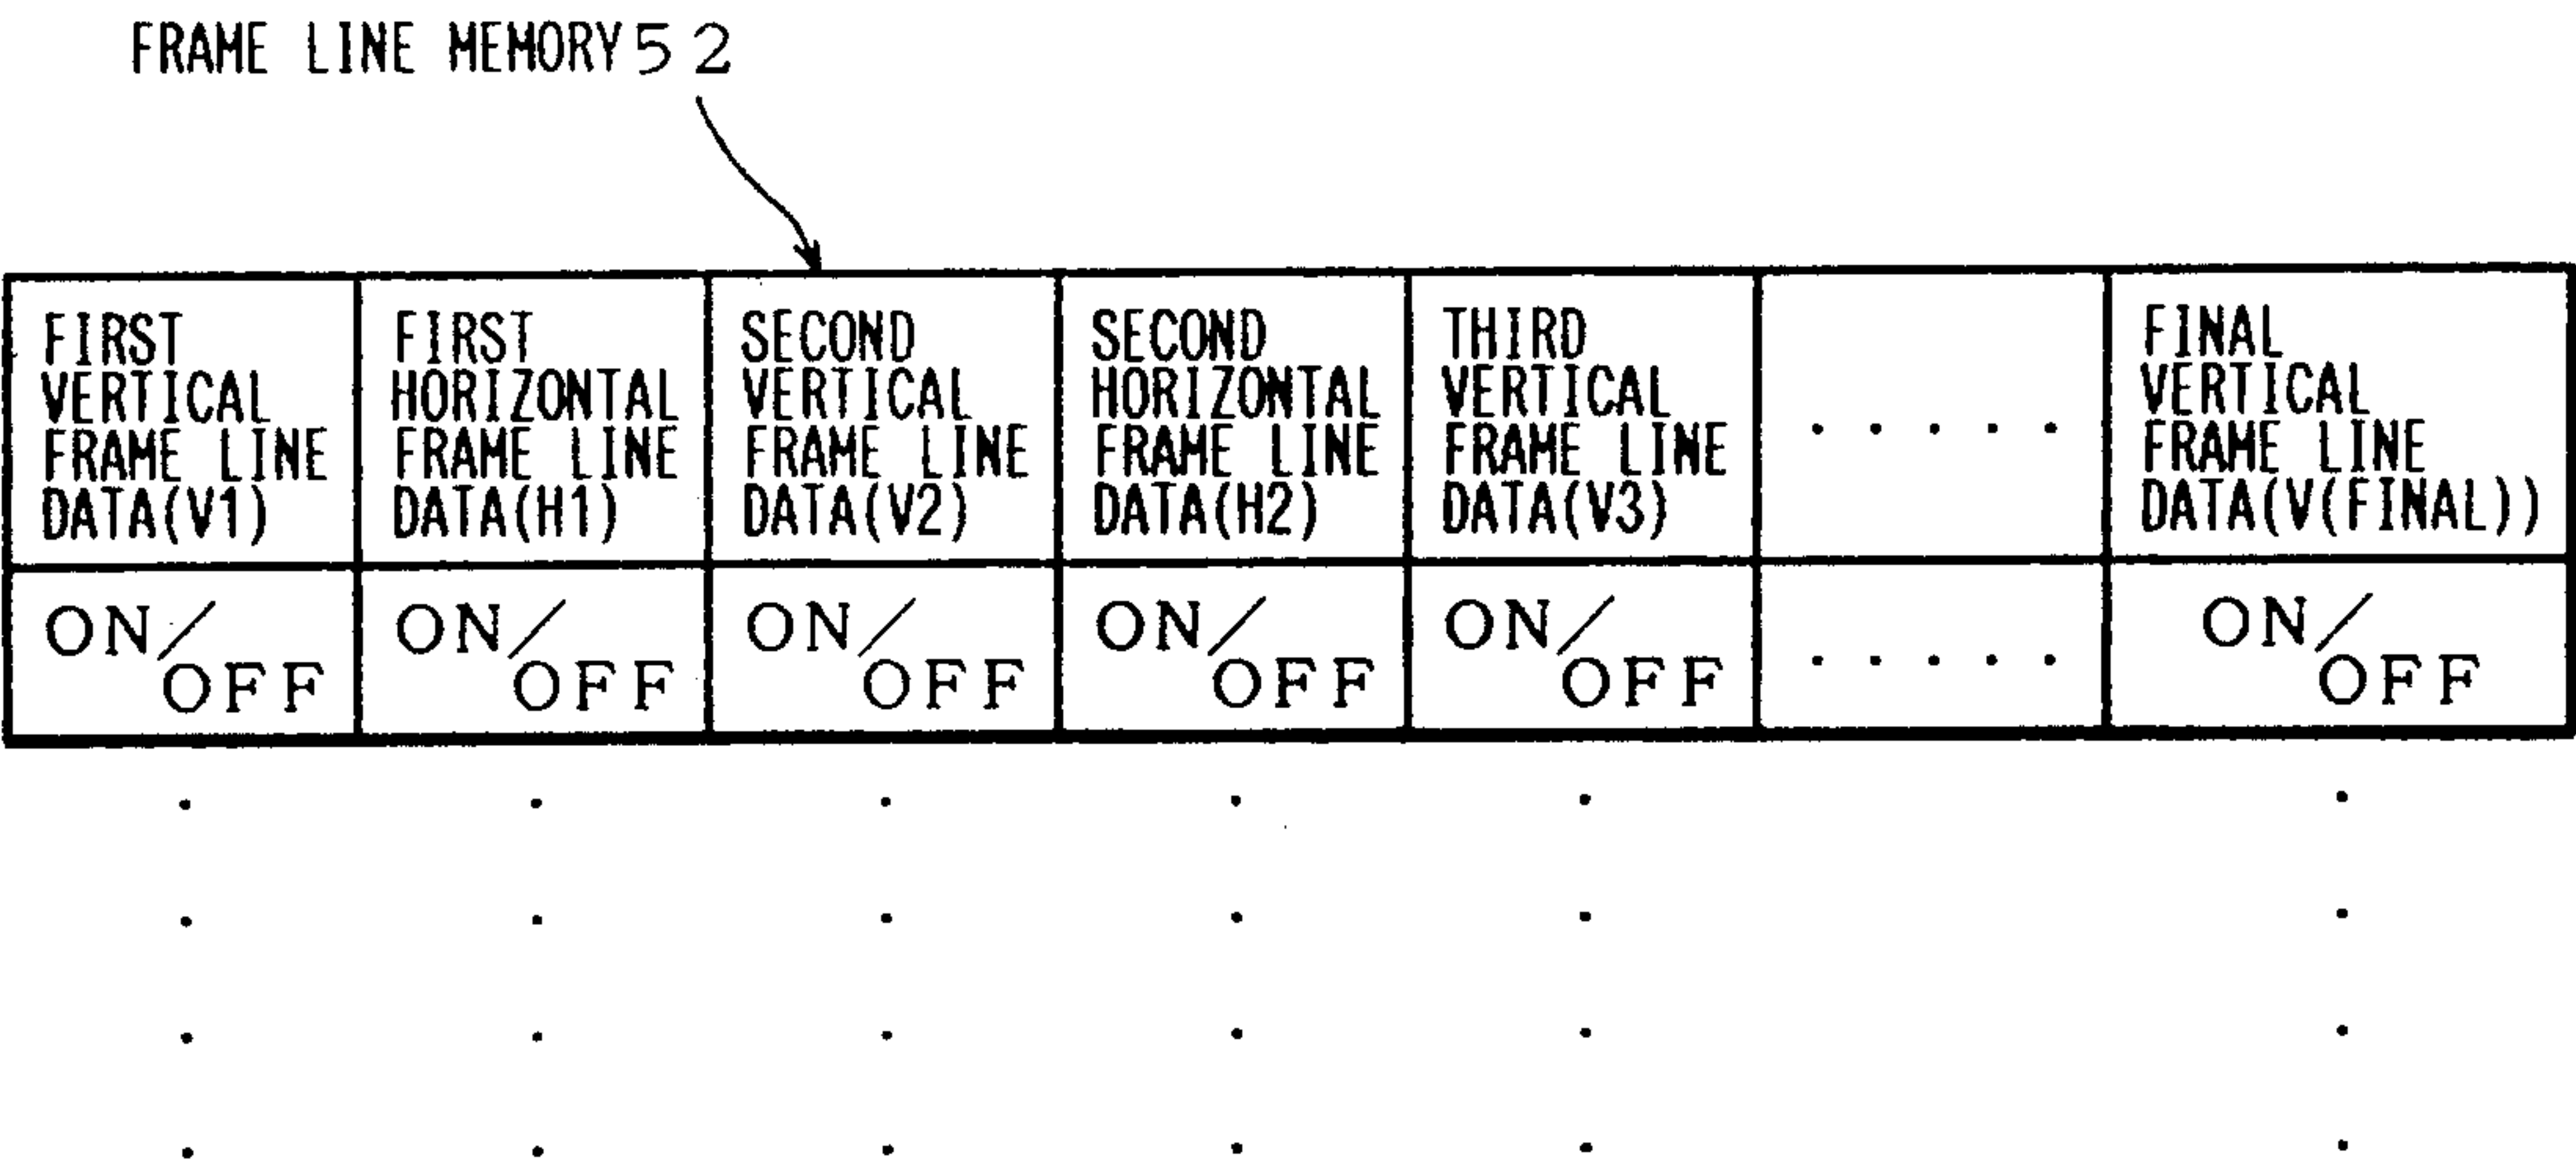 FRAME LINE MEMORY 52
FIRST
VERTICAL
FRAME LINE
DATA(V1)
FIRST
HORIZONTAL
FRAME LINE
DATA(H1)
SECOND
VERTICAL
FRAME LINE
DATA(V2)
SECOND
HORIZONTAL
FRAME LINE
DATA(H2)
THIRD
VERTICAL
FRAME LINE
DATA(V3)
.....
FINAL
VERTICAL
FRAME LINE
DATA(V(FINAL))
ON/
OFF
ON/
OFF
ON/
OFF
ON/
OFF
ON/
OFF
.....
ON/
OFF